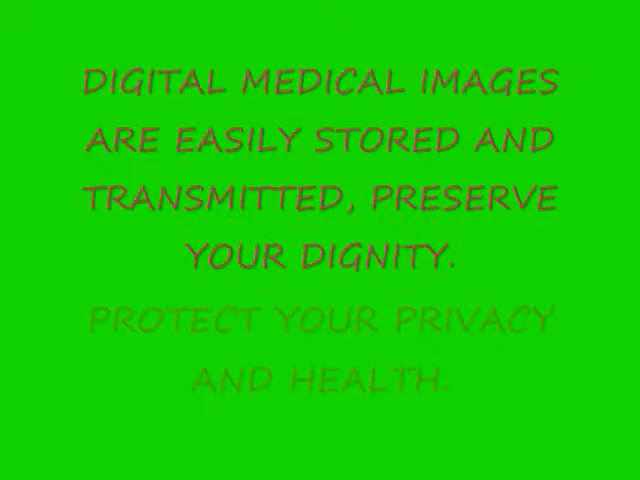 DIGITAL MEDICAL IMAGES
ARE EASILY STORED AND
TRANSMITTED, PRESERVE
YOUR DIGNITY.
PROTECT YOUR PRIVACY
AND HEALTH.